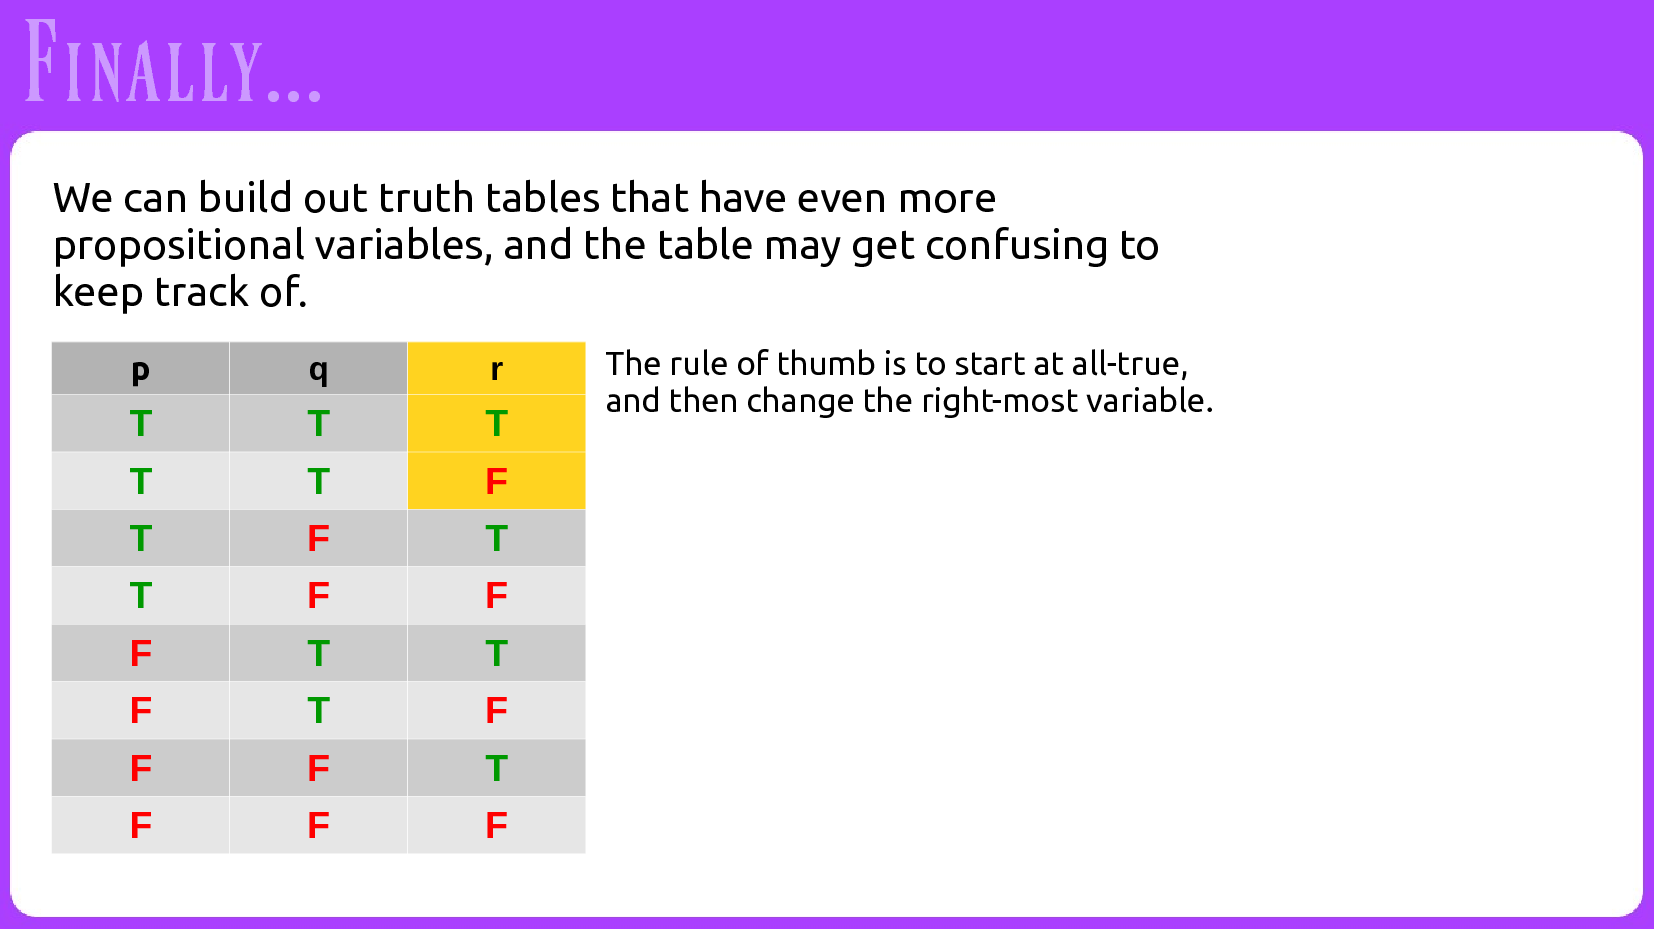 Finally...
We can build out truth tables that have even more
propositional variables, and the table may get confusing to
keep track of.
p q r
T T T
T T F
T F T
T F F
F T T
F T F
F F T
F F F
The rule of thumb is to start at all-true,
and then change the right-most variable.